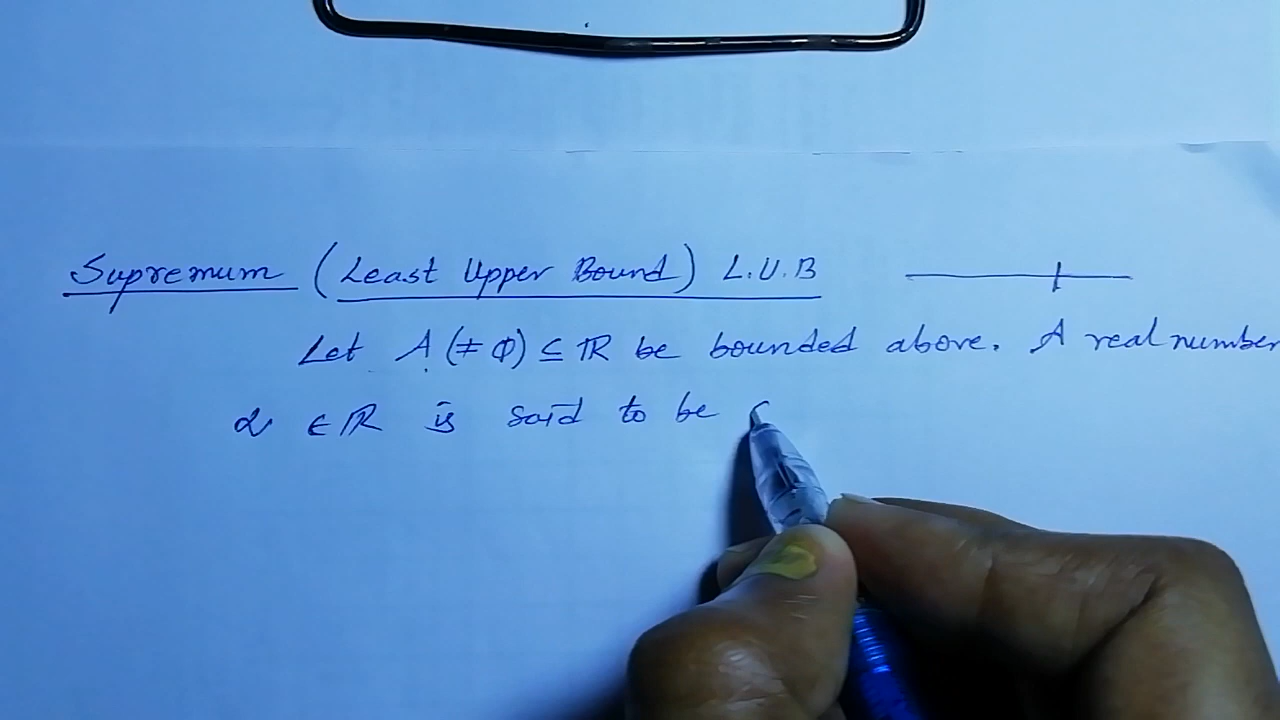 Supremum (Least Upper Bound) L.U.B
Let A (≠ Φ) ⊆ ℝ be bounded above. A real number
α ∈ ℝ is said to be